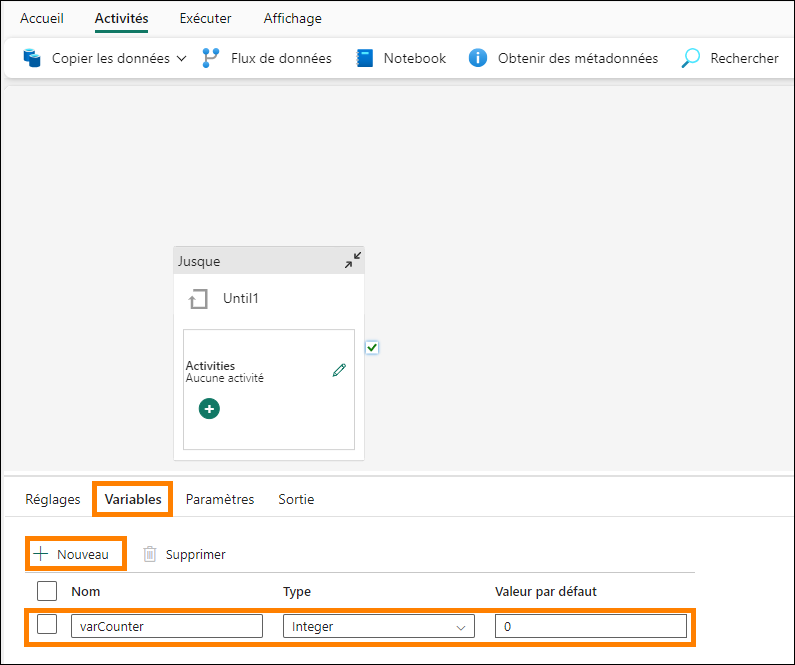 Accueil Activités Exécuter Affichage
Copier les données Flux de données Notebook Obtenir des métadonnées Rechercher
Jusque
Until1
Activities
Aucune activité
Réglages Variables Paramètres Sortie
Nouveau Supprimer
Nom Type Valeur par défaut
varCounter Integer 0